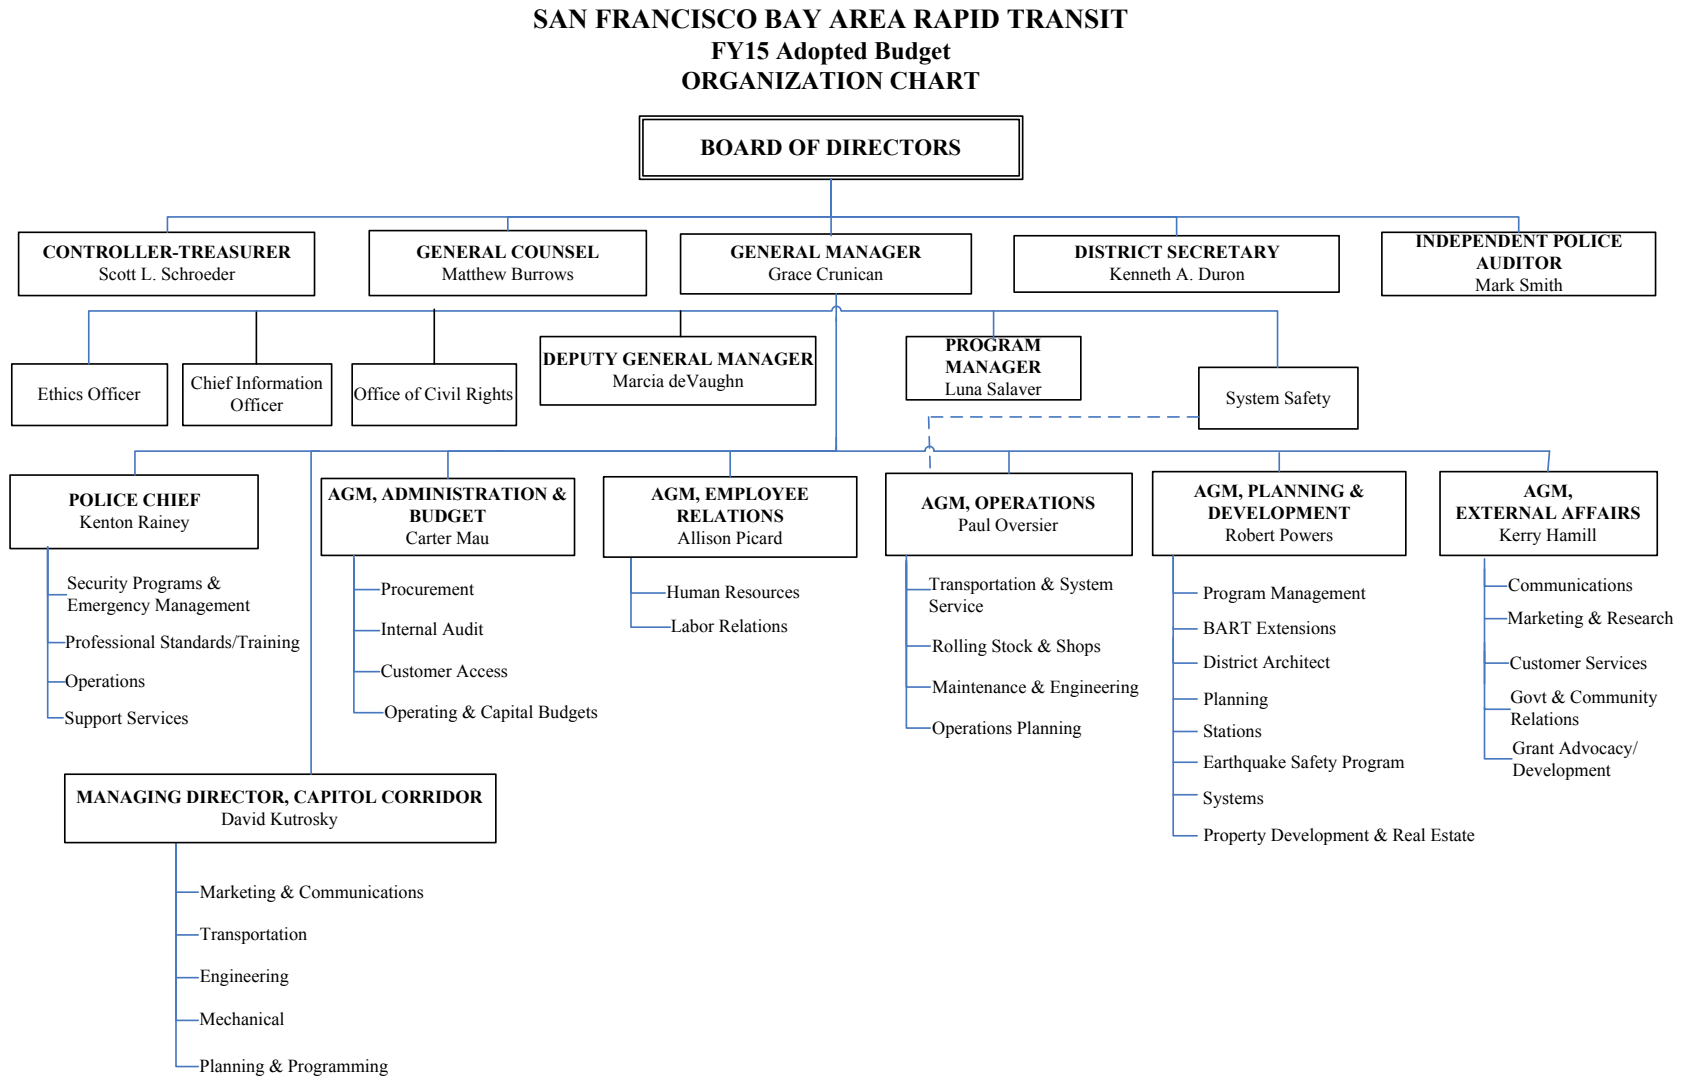 SAN FRANCISCO BAY AREA RAPID TRANSIT
FY15 Adopted Budget
ORGANIZATION CHART
BOARD OF DIRECTORS
CONTROLLER-TREASURER
Scott L. Schroeder
GENERAL COUNSEL
Matthew Burrows
GENERAL MANAGER
Grace Crunican
DISTRICT SECRETARY
Kenneth A. Duron
INDEPENDENT POLICE
AUDITOR
Mark Smith
Ethics Officer
Chief Information
Officer
Office of Civil Rights
DEPUTY GENERAL MANAGER
Marcia deVaughn
PROGRAM
MANAGER
Luna Salaver
System Safety
POLICE CHIEF
Kenton Rainey
Security Programs &
Emergency Management
Professional Standards/Training
Operations
Support Services
AGM, ADMINISTRATION &
BUDGET
Carter Mau
Procurement
Internal Audit
Customer Access
Operating & Capital Budgets
AGM, EMPLOYEE
RELATIONS
Allison Picard
Human Resources
Labor Relations
AGM, OPERATIONS
Paul Oversier
Transportation & System
Service
Rolling Stock & Shops
Maintenance & Engineering
Operations Planning
AGM, PLANNING &
DEVELOPMENT
Robert Powers
Program Management
BART Extensions
District Architect
Planning
Stations
Earthquake Safety Program
Systems
Property Development & Real Estate
AGM,
EXTERNAL AFFAIRS
Kerry Hamill
Communications
Marketing & Research
Customer Services
Govt & Community
Relations
Grant Advocacy/
Development
MANAGING DIRECTOR, CAPITOL CORRIDOR
David Kutrosky
Marketing & Communications
Transportation
Engineering
Mechanical
Planning & Programming